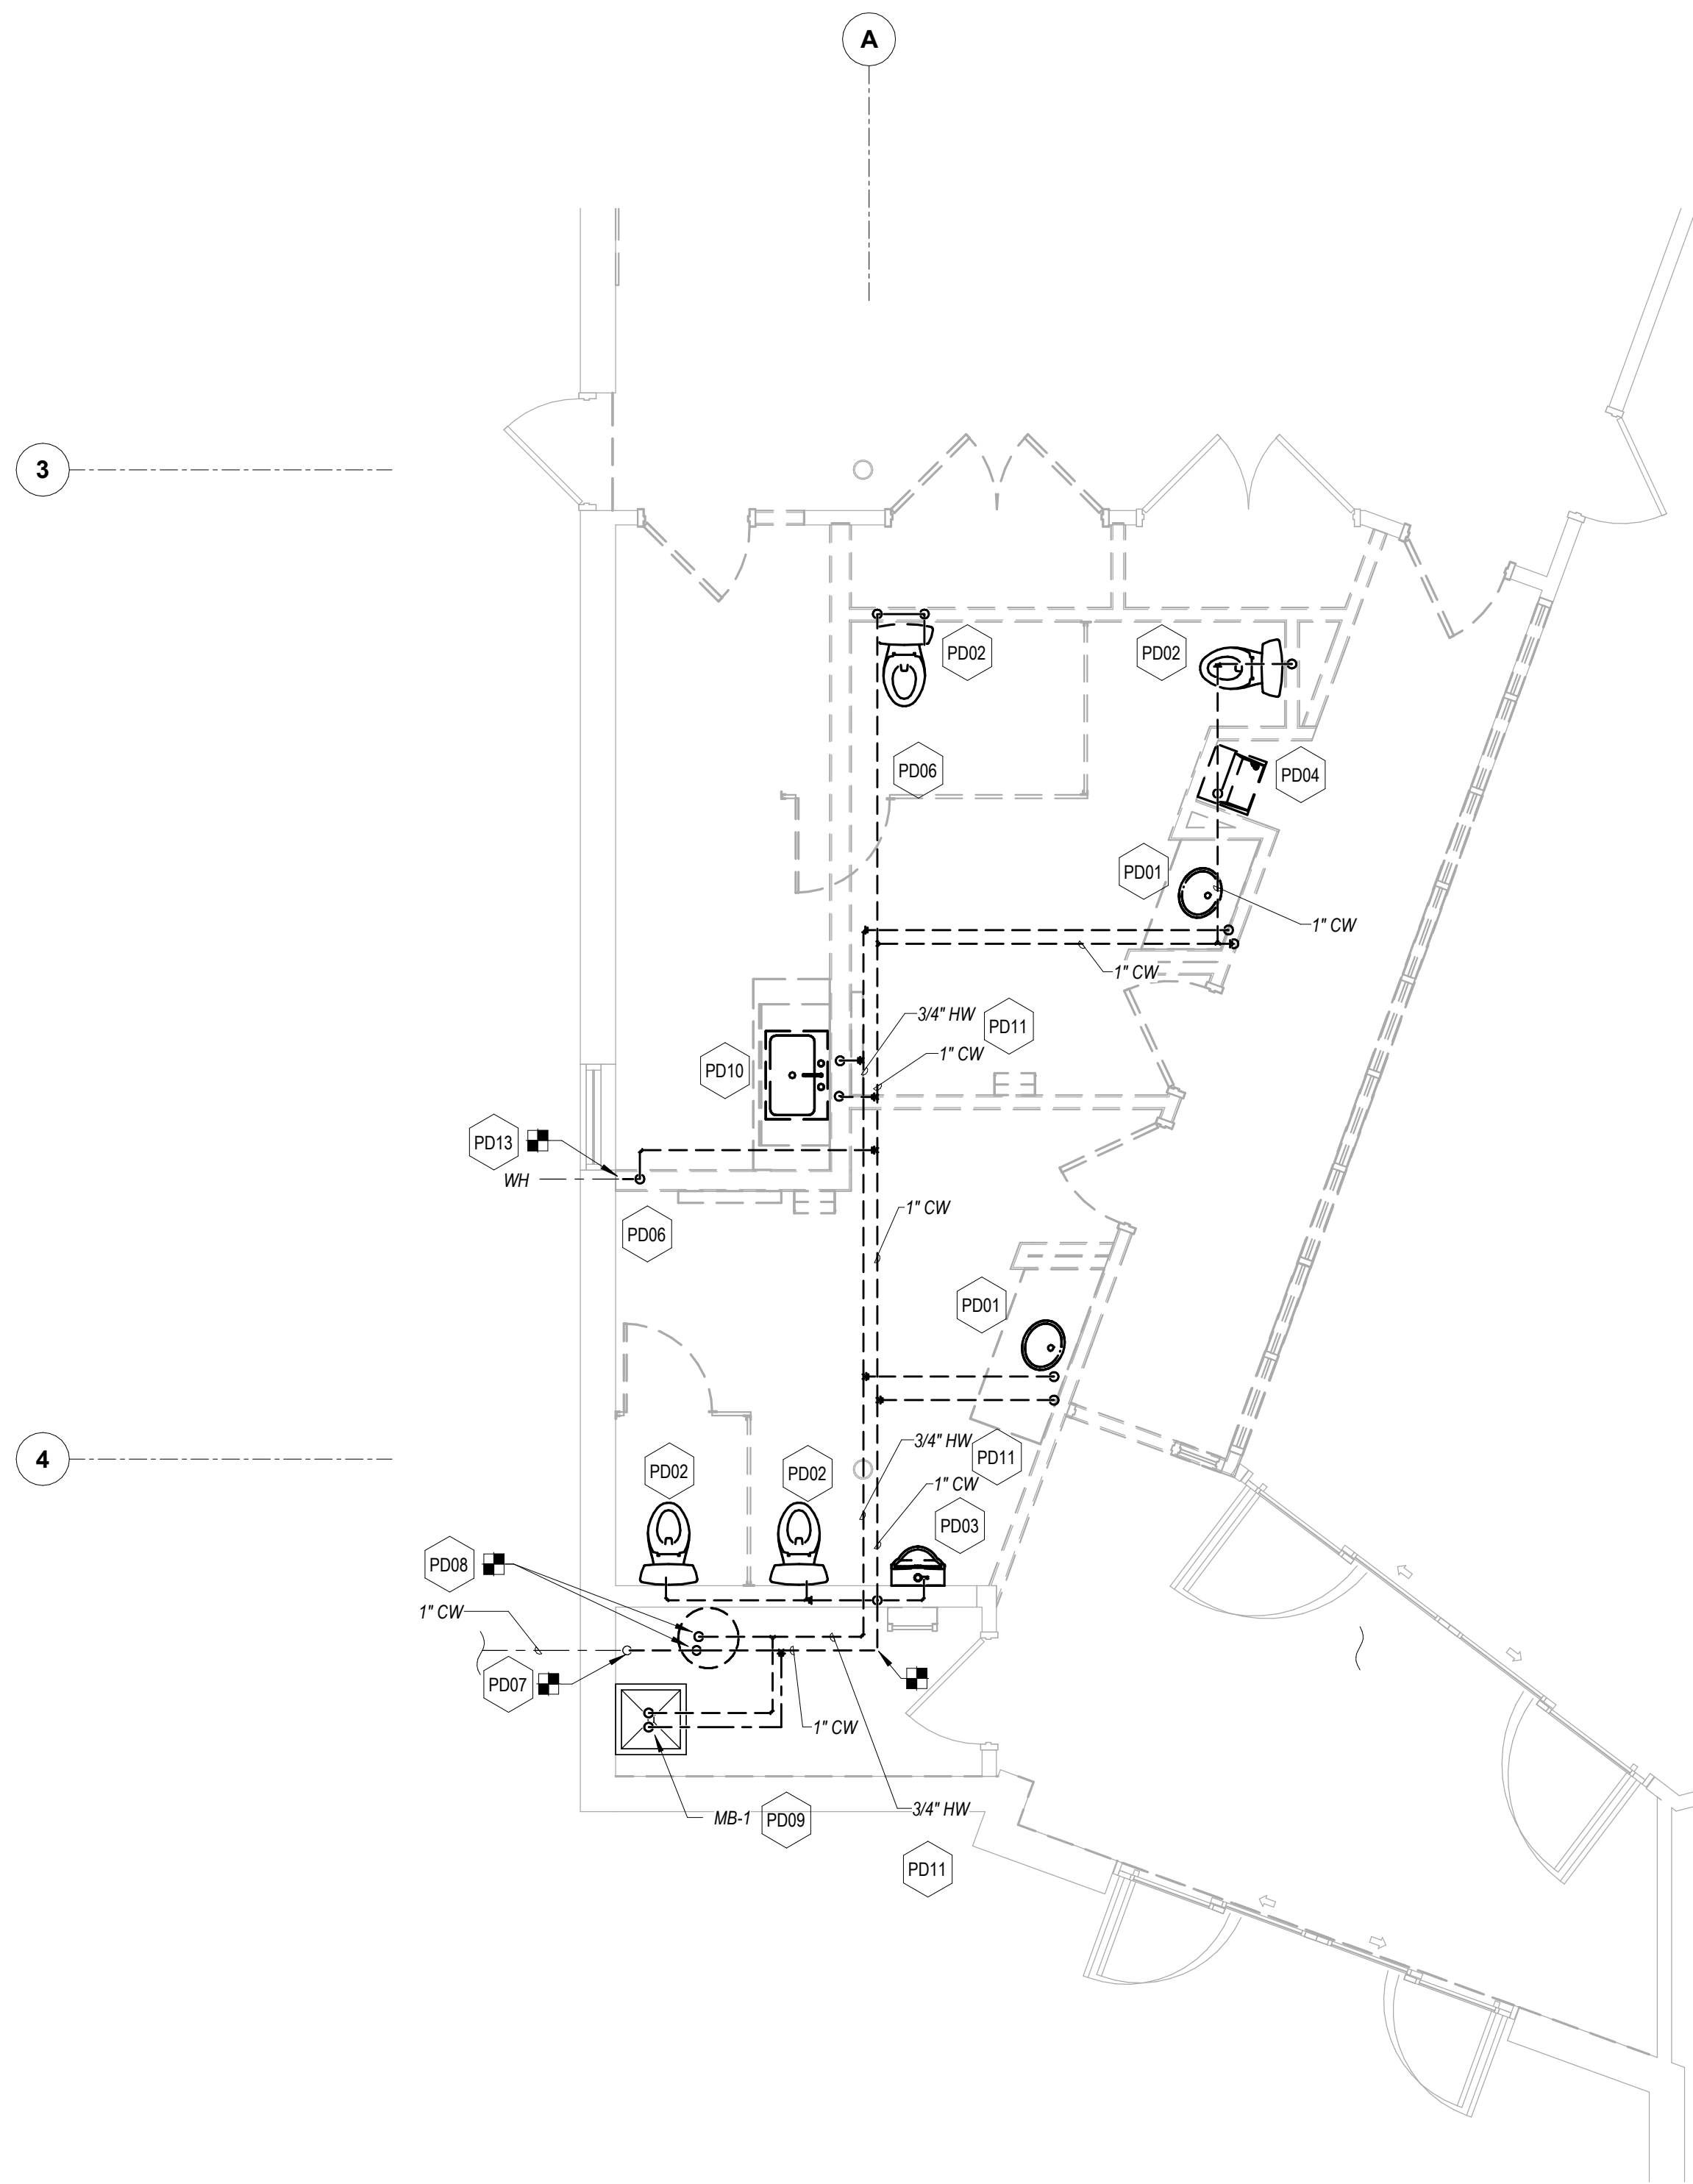 A
3
PD02
PD02
PD06
PD04
PD01
1" CW
1" CW
3/4" HW
PD11
1" CW
PD10
PD13
WH
1" CW
PD06
PD01
3/4" HW
4
PD11
PD02
PD02
1" CW
PD03
PD08
1" CW
PD07
1" CW
3/4" HW
MB-1
PD09
PD11